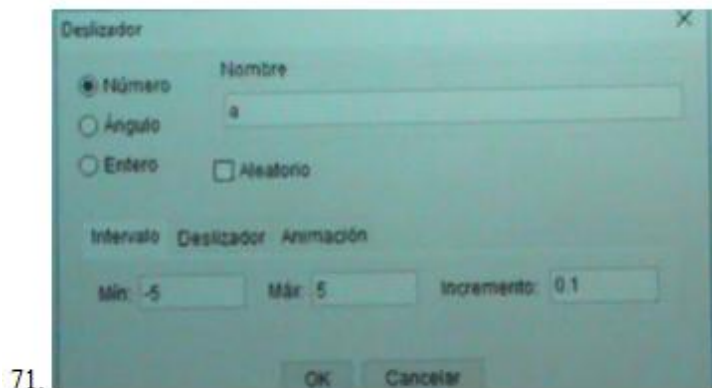 Deslizador
Nombre
Número
a
Ángulo
Entero
Aleatorio
Intervalo Deslizador Animación
Mín: -5 Máx: 5 Incremento: 0.1
71.
OK Cancelar